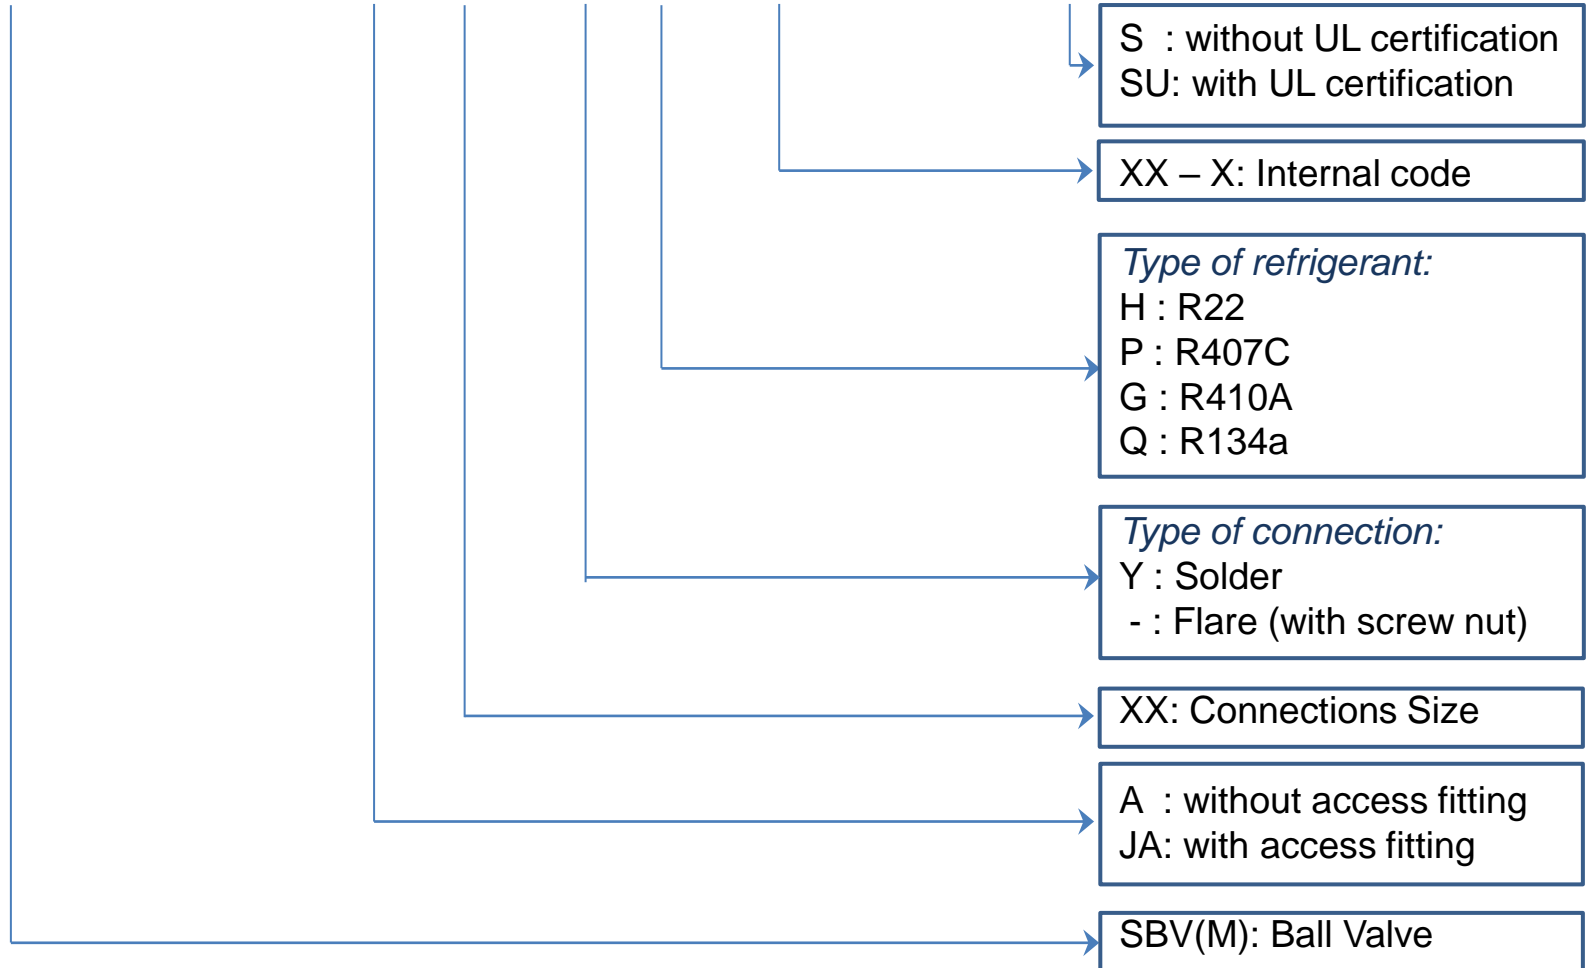 S : without UL certification
SU: with UL certification
XX – X: Internal code
Type of refrigerant:
H : R22
P : R407C
G : R410A
Q : R134a
Type of connection:
Y : Solder
- : Flare (with screw nut)
XX: Connections Size
A : without access fitting
JA: with access fitting
SBV(M): Ball Valve